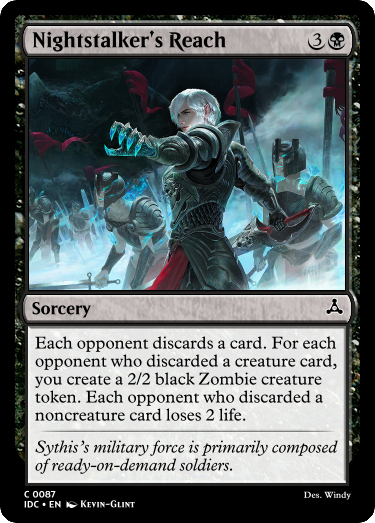 Nightstalker's Reach 3
Sorcery
Each opponent discards a card. For each
opponent who discarded a creature card,
you create a 2/2 black Zombie creature
token. Each opponent who discarded a
noncreature card loses 2 life.
Sythis's military force is primarily composed
of ready-on-demand soldiers.
C 0087
IDC • EN Kevin-Glint
Des. Windy